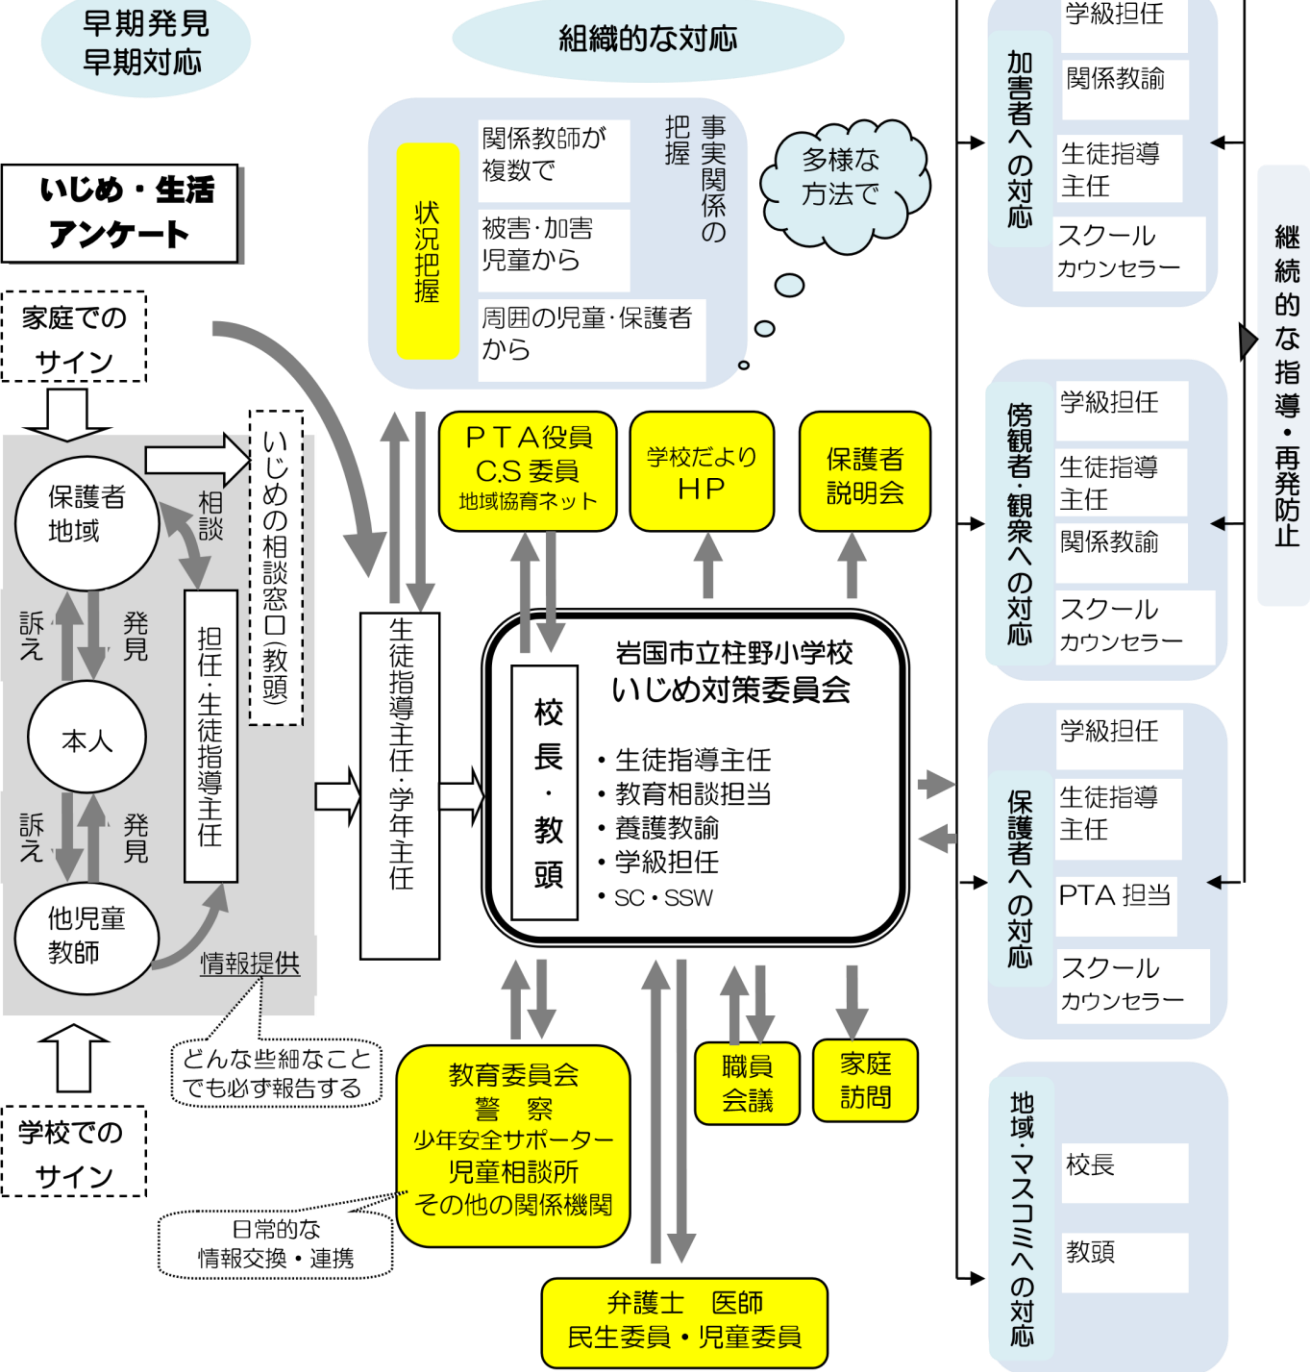 早期発見
早期対応
組織的な対応
いじめ・生活
アンケート
家庭での
サイン
保護者
地域
相談
訴え
発見
本人
訴え
発見
他児童
教師
担任・生徒指導主任
いじめの相談窓口(教頭)
情報提供
どんな些細なこと
でも必ず報告する
学校での
サイン
状況把握
関係教師が
複数で
被害・加害
児童から
周囲の児童・保護者
から
事実関係の
把握
多様な
方法で
PTA役員
C.S委員
地域協育ネット
学校だより
HP
保護者
説明会
生徒指導主任・学年主任
岩国市立柱野小学校
いじめ対策委員会
校長・教頭
・生徒指導主任
・教育相談担当
・養護教諭
・学級担任
・SC・SSW
教育委員会
警 察
少年安全サポーター
児童相談所
その他の関係機関
日常的な
情報交換・連携
職員
会議
家庭
訪問
弁護士 医師
民生委員・児童委員
加害者への対応
学級担任
関係教諭
生徒指導
主任
スクール
カウンセラー
傍観者・観衆への対応
学級担任
生徒指導
主任
関係教諭
スクール
カウンセラー
保護者への対応
学級担任
生徒指導
主任
PTA 担当
スクール
カウンセラー
地域・マスコミへの対応
校長
教頭
継続的な指導・再発防止